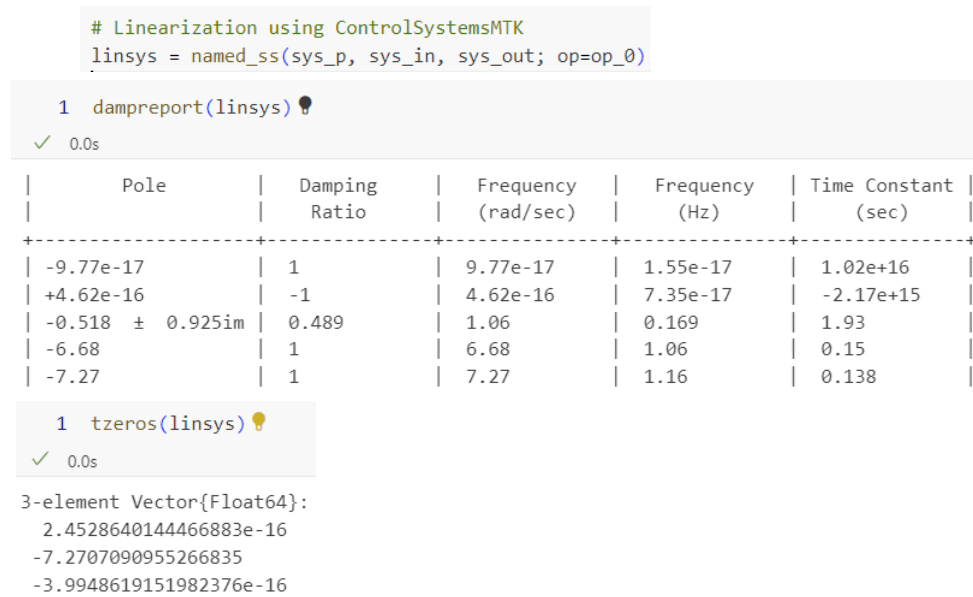 # Linearization using ControlSystemsMTK
linsys = named_ss(sys_p, sys_in, sys_out; op=op_0)
1 dampreport(linsys)
✓ 0.0s
| Pole | Damping | Frequency | Frequency | Time Constant |
| | Ratio | (rad/sec) | (Hz) | (sec) |
+--------------------+---------------+---------------+---------------+---------------+
| -9.77e-17 | 1 | 9.77e-17 | 1.55e-17 | 1.02e+16 |
| +4.62e-16 | -1 | 4.62e-16 | 7.35e-17 | -2.17e+15 |
| -0.518 ± 0.925im | 0.489 | 1.06 | 0.169 | 1.93 |
| -6.68 | 1 | 6.68 | 1.06 | 0.15 |
| -7.27 | 1 | 7.27 | 1.16 | 0.138 |
1 tzeros(linsys)
✓ 0.0s
3-element Vector{Float64}:
2.4528640144466883e-16
-7.2707090955266835
-3.9948619151982376e-16